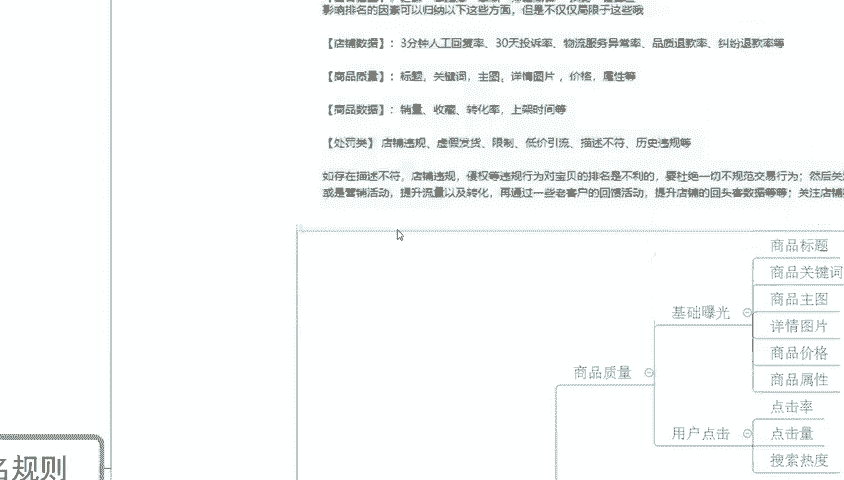 影响排名的因素可以归纳以下这些方面，但是不仅仅局限于这些哦
【店铺数据】：3分钟人工回复率、30天投诉率、物流服务异常率、品质退款率、纠纷退款率等
【商品质量】：标题，关键词，主图，详情图片，价格，属性等
【商品数据】：销量、收藏、转化率，上架时间等
【处罚类】 店铺违规、虚假发货、限制、低价引流、描述不符、历史违规等
如存在描述不符，店铺违规，侵权等违规行为对宝贝的排名是不利的，要杜绝一切不规范交易行为；然后关
或是营销活动，提升流量以及转化，再通过一些老客户的回馈活动，提升店铺的回头客数据等等；关注店铺
商品标题
商品关键词
商品主图
基础曝光
详情图片
商品价格
商品质量
商品属性
点击率
用户点击
点击量
搜索热度
名规则